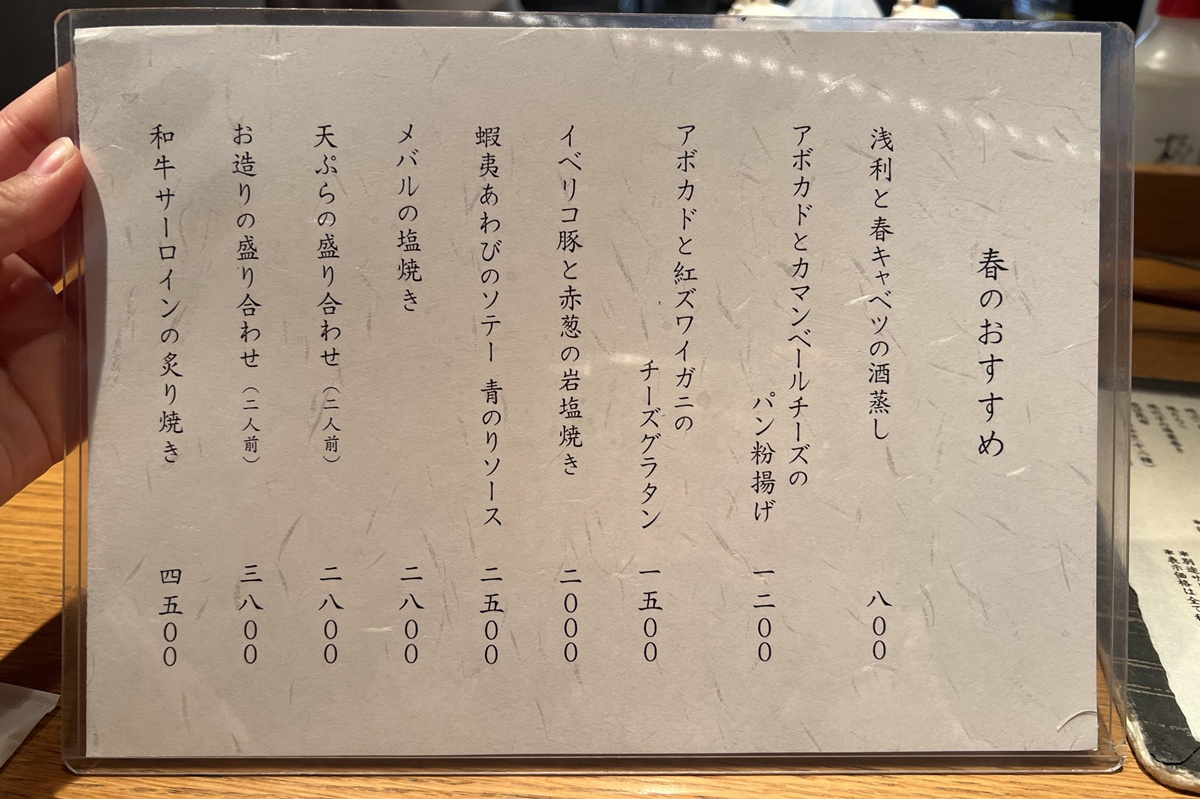 春のおすすめ
浅利と春キャベツの酒蒸し 八〇〇
アボカドとカマンベールチーズの
パン粉揚げ 一二〇〇
アボカドと紅ズワイガニの
チーズグラタン 一五〇〇
イベリコ豚と赤葱の岩塩焼き 二〇〇〇
蝦夷あわびのソテー 青のりソース 二五〇〇
メバルの塩焼き 二八〇〇
天ぷらの盛り合わせ（二人前） 二八〇〇
お造りの盛り合わせ（二人前） 三八〇〇
和牛サーロインの炙り焼き 四五〇〇